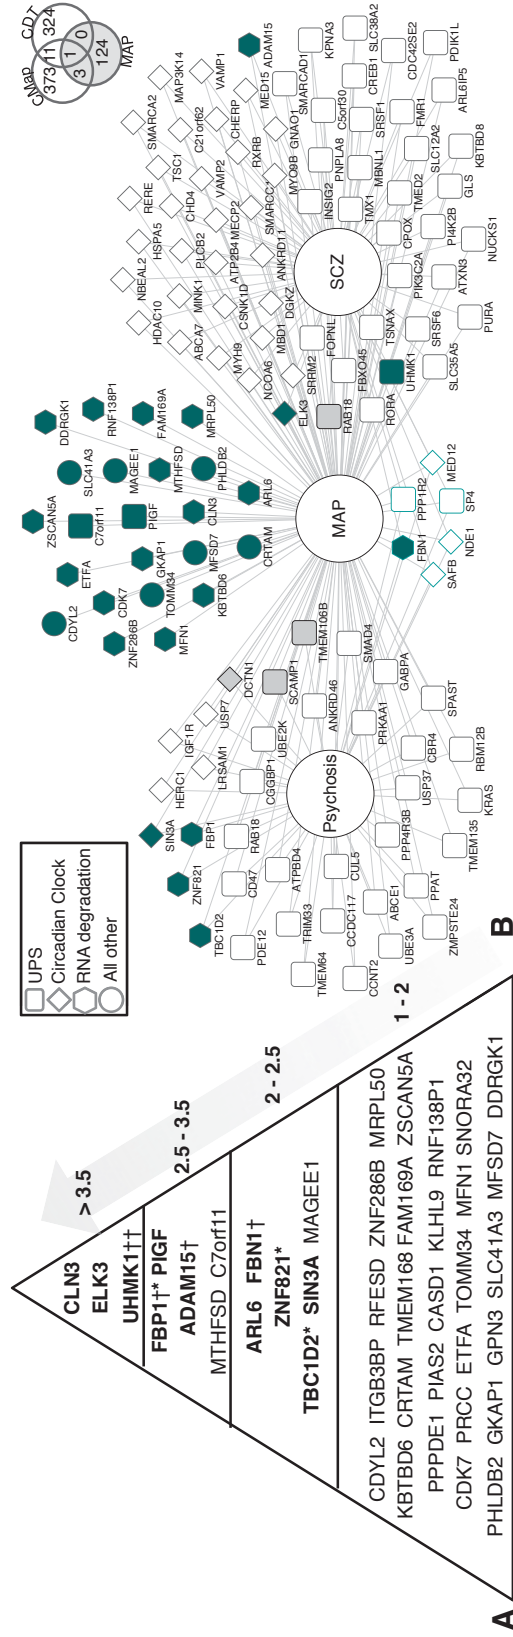 A
> 3.5
2.5 - 3.5
2 - 2.5
1 - 2
CLN3
ELK3
UHMK1††
FBP1†* PIGF
ADAM15†
MTHFSD C7orf11
ARL6 FBN1†
ZNF821*
TBC1D2* SIN3A MAGEE1
CDYL2 ITGB3BP RFESD ZNF286B MRPL50
KBTBD6 CRTAM TMEM168 FAM169A ZSCAN5A
PPPDE1 PIAS2 CASD1 KLHL9 RNF138P1
CDK7 PRCC ETFA TOMM34 MFN1 SNORA32
PHLDB2 GKAP1 GPN3 SLC41A3 MFSD7 DDRGK1
B
UPS
Circadian Clock
RNA degradation
All other
CMap
CDT
MAP
373
11
324
3
1
0
124
Psychosis
MAP
SCZ
TBC1D2
ZNF821
SIN3A
FBP1
HERC1
IGF1R
LRSAM1
USP7
DCTN1
PDE12
CD47
RAB18
CGGBP1
UBE2K
SCAMP1
TMEM106B
TMEM64
TRIM33
ATPBD4
ANKRD46
SMAD4
CCNT2
CCDC117
CUL5
PRKAA1
GABPA
UBE3A
ABCE1
PPP4R3B
CBR4
SPAST
PPAT
USP37
RBM12B
ZMPSTE24
TMEM135
KRAS
CDYL2
ETFA
ZSCAN5A
DDRGK1
ZNF286B
CDK7
C7orf11
SLC41A3
RNF138P1
MFN1
TOMM34
GKAP1
PIGF
MAGEE1
FAM169A
KBTBD6
MFSD7
CLN3
MTHFSD
MRPL50
CRTAM
ARL6
PHLDB2
SAFB
NDE1
FBN1
PPP1R2
SP4
MED12
HDAC10
NBEAL2
RERE
SMARCA2
ABCA7
MINK1
HSPA5
TSC1
MAP3K14
MYH9
PLCB2
CHD4
C21orf62
VAMP1
NCOA6
CSNK1D
ATP2B4
MECP2
VAMP2
CHERP
MED15
ADAM15
MBD1
DGKZ
ANKRD11
SMARCC1
RXRB
GNAO1
SMARCAD1
KPNA3
SLC38A2
ELK3
SRRM2
MYO9B
RAB18
FOPNL
INSIG2
PNPLA8
C5orf30
CREB1
CDC42SE2
FBXO45
TMX1
MBNL1
SRSF1
PDIK1L
UHMK1
RORA
TSNAX
CPOX
TMED2
SLC12A2
FMR1
ARL6IP5
SRSF6
PIK3C2A
PI4K2B
GLS
KBTBD8
SLC35A5
ATXN3
PURA
NUCKS1